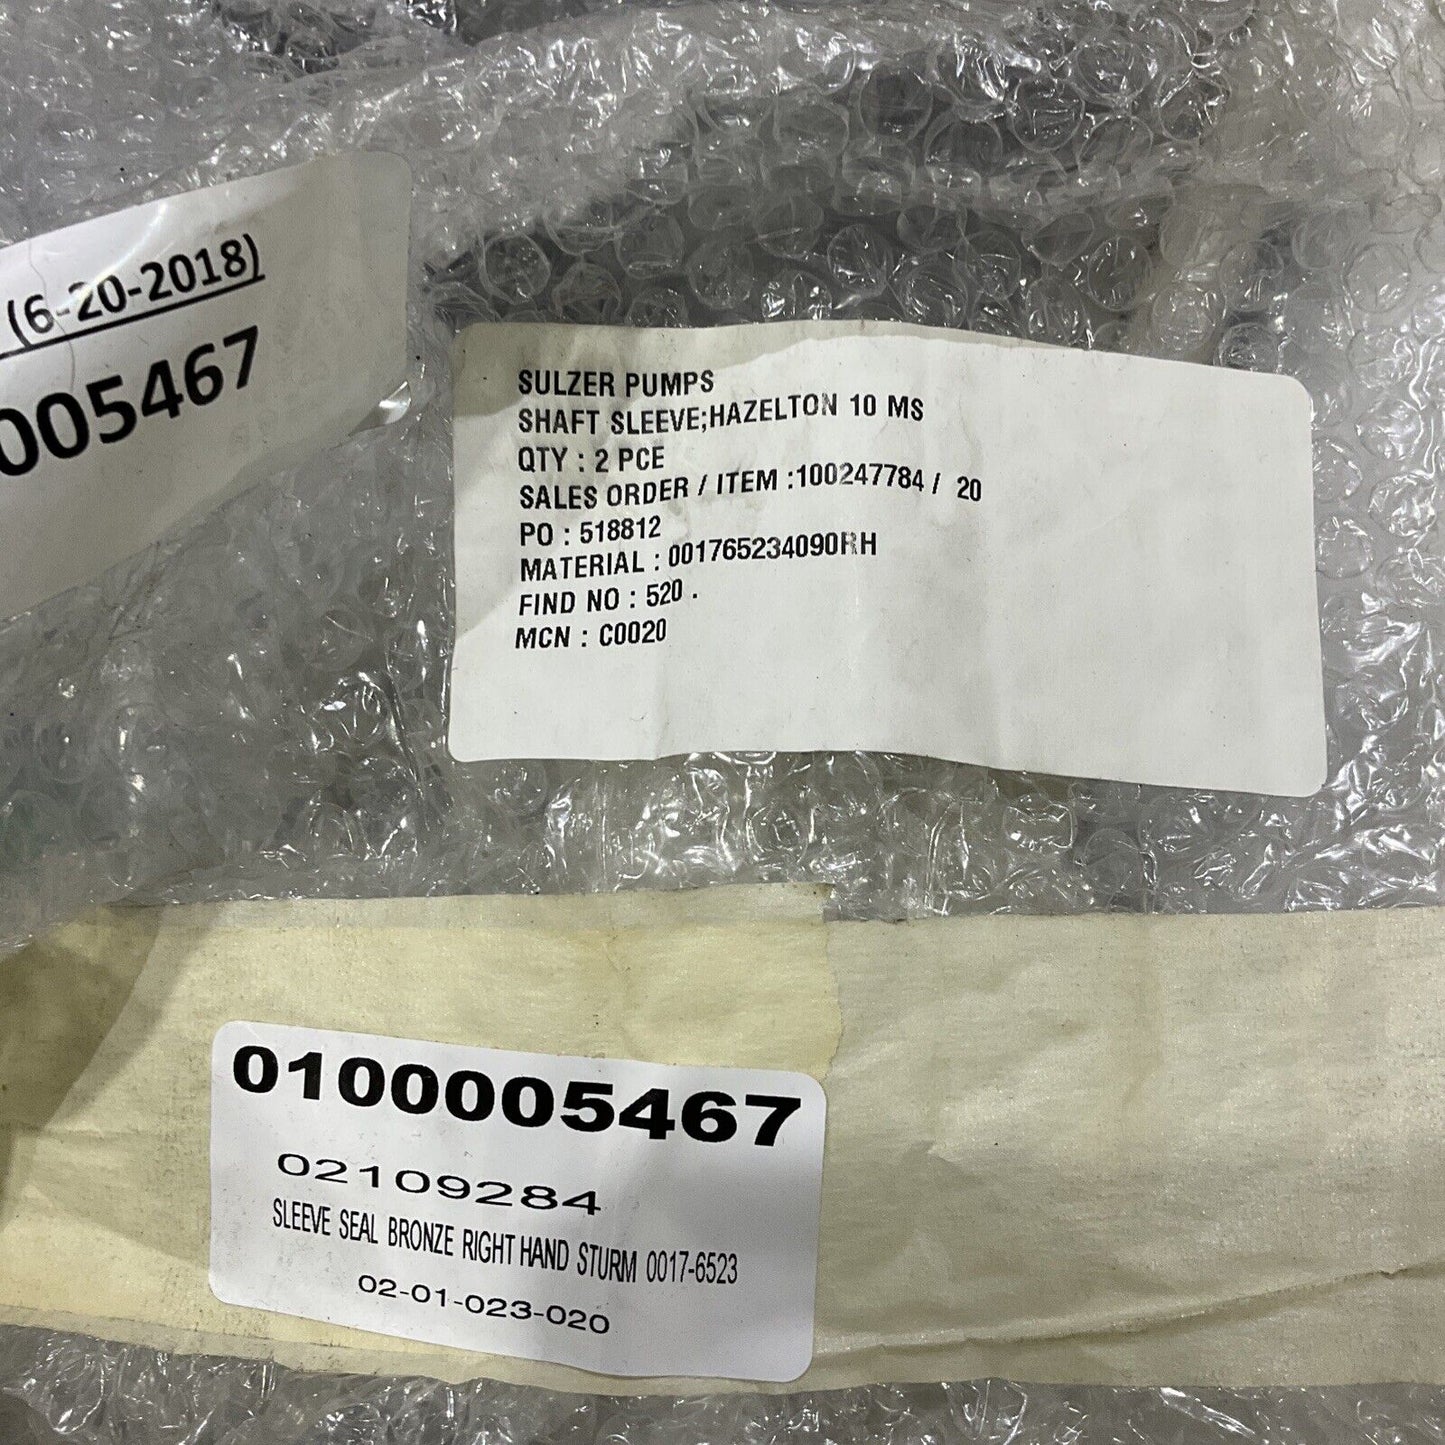 (6-20-2018)
005467
SULZER PUMPS
SHAFT SLEEVE;HAZELTON 10 MS
QTY : 2 PCE
SALES ORDER / ITEM :100247784 / 20
PO : 518812
MATERIAL : 001765234090RH
FIND NO : 520 .
MCN : C0020
0100005467
02109284
SLEEVE SEAL BRONZE RIGHT HAND STURM 0017-6523
02-01-023-020